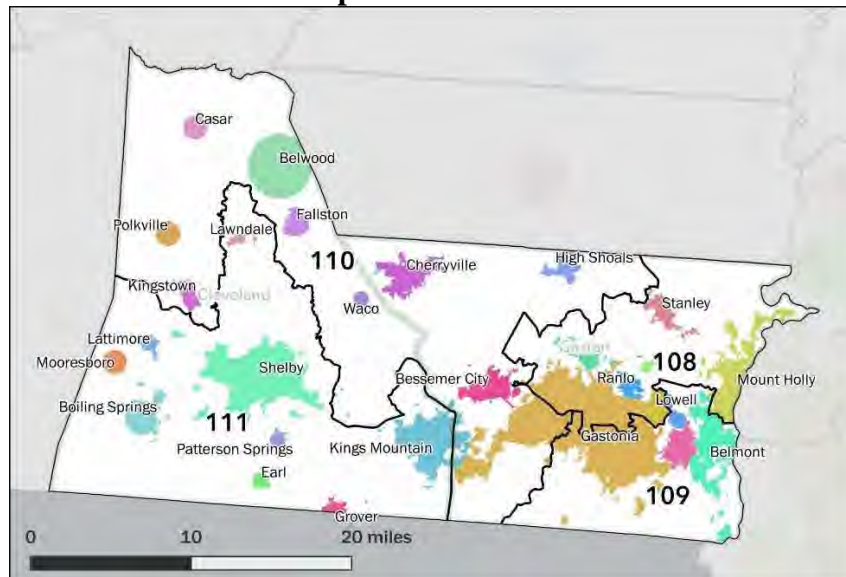 Casar
Belwood
Fallston
Polkville
Lawndale
110
Cherryville
High Shoals
Kingstown
Cleveland
Waco
Stanley
Lattimore
Mooresboro
Shelby
Bessemer City
Gaston
108
Ranlo
Mount Holly
Boiling Springs
111
Lowell
Patterson Springs
Kings Mountain
Gastonia
Belmont
Earl
109
Grover
0 10 20 miles